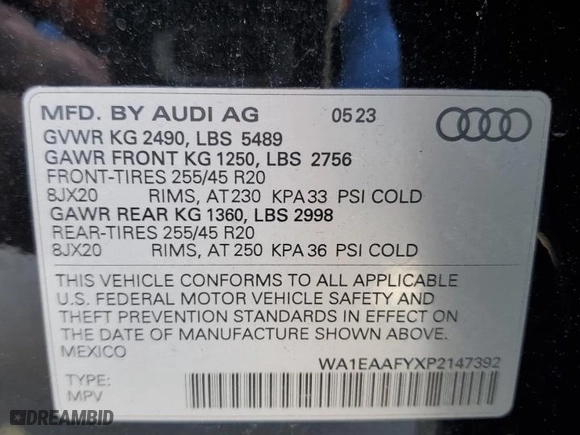 MFD. BY AUDI AG 05 23
GVWR KG 2490, LBS 5489
GAWR FRONT KG 1250, LBS 2756
FRONT-TIRES 255/45 R20
8JX20 RIMS, AT 230 KPA 33 PSI COLD
GAWR REAR KG 1360, LBS 2998
REAR-TIRES 255/45 R20
8JX20 RIMS, AT 250 KPA 36 PSI COLD
THIS VEHICLE CONFORMS TO ALL APPLICABLE
U.S. FEDERAL MOTOR VEHICLE SAFETY AND
THEFT PREVENTION STANDARDS IN EFFECT ON
THE DATE OF MANUFACTURE SHOWN ABOVE.
MEXICO
WA1EAAFYXP2147392
TYPE:
MPV
DREAMBID